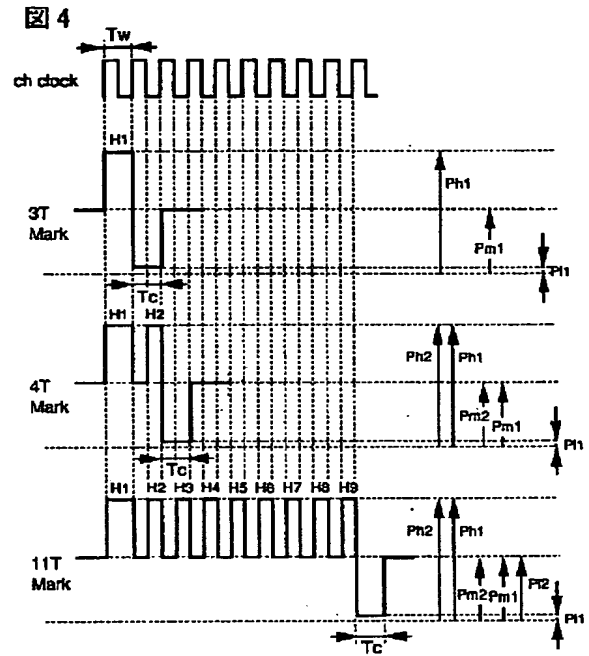 図4
Tw
ch clock
H1
3T
Mark
Ph1
Pm1
Pl1
Tc
H1 H2
4T
Mark
Ph2 Ph1
Pm2 Pm1
Pl1
Tc
H1 H2 H3 H4 H5 H6 H7 H8 H9
11T
Mark
Ph2 Ph1
Pm2 Pm1 Pl2
Pl1
Tc